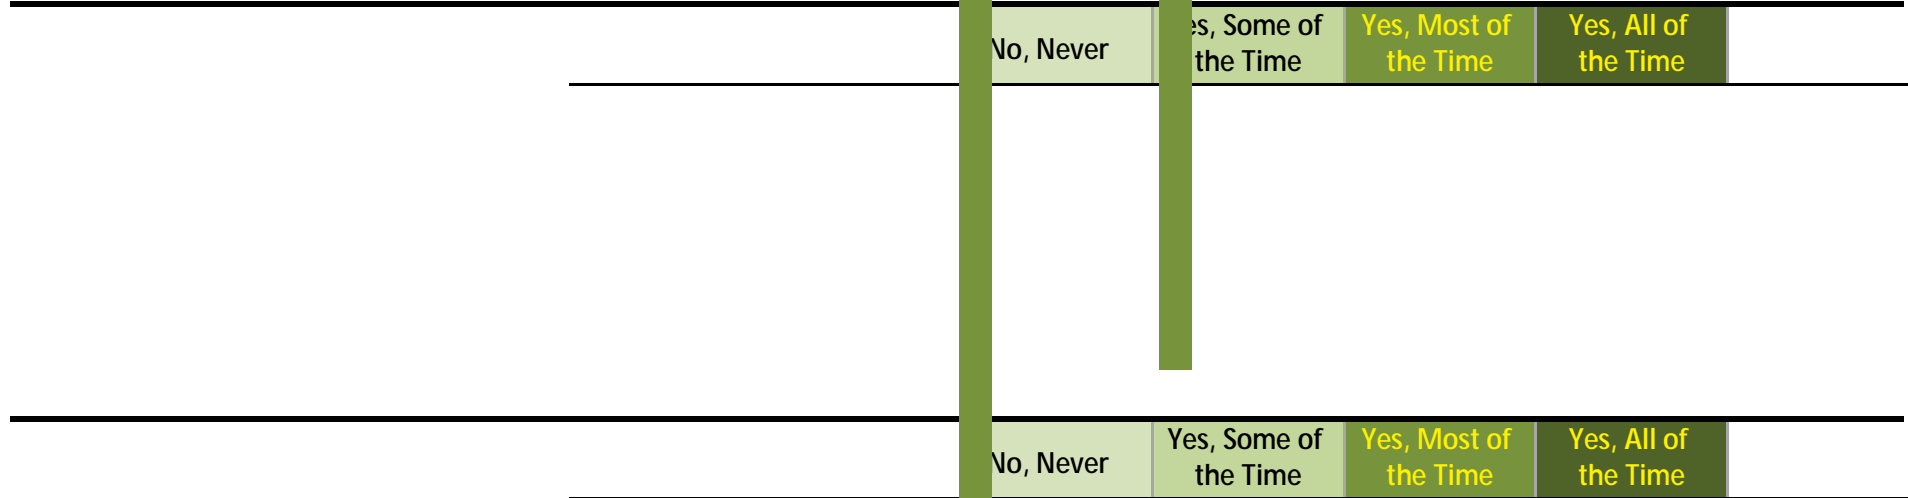 No, Never
es, Some of
the Time
Yes, Most of
the Time
Yes, All of
the Time
No, Never
Yes, Some of
the Time
Yes, Most of
the Time
Yes, All of
the Time